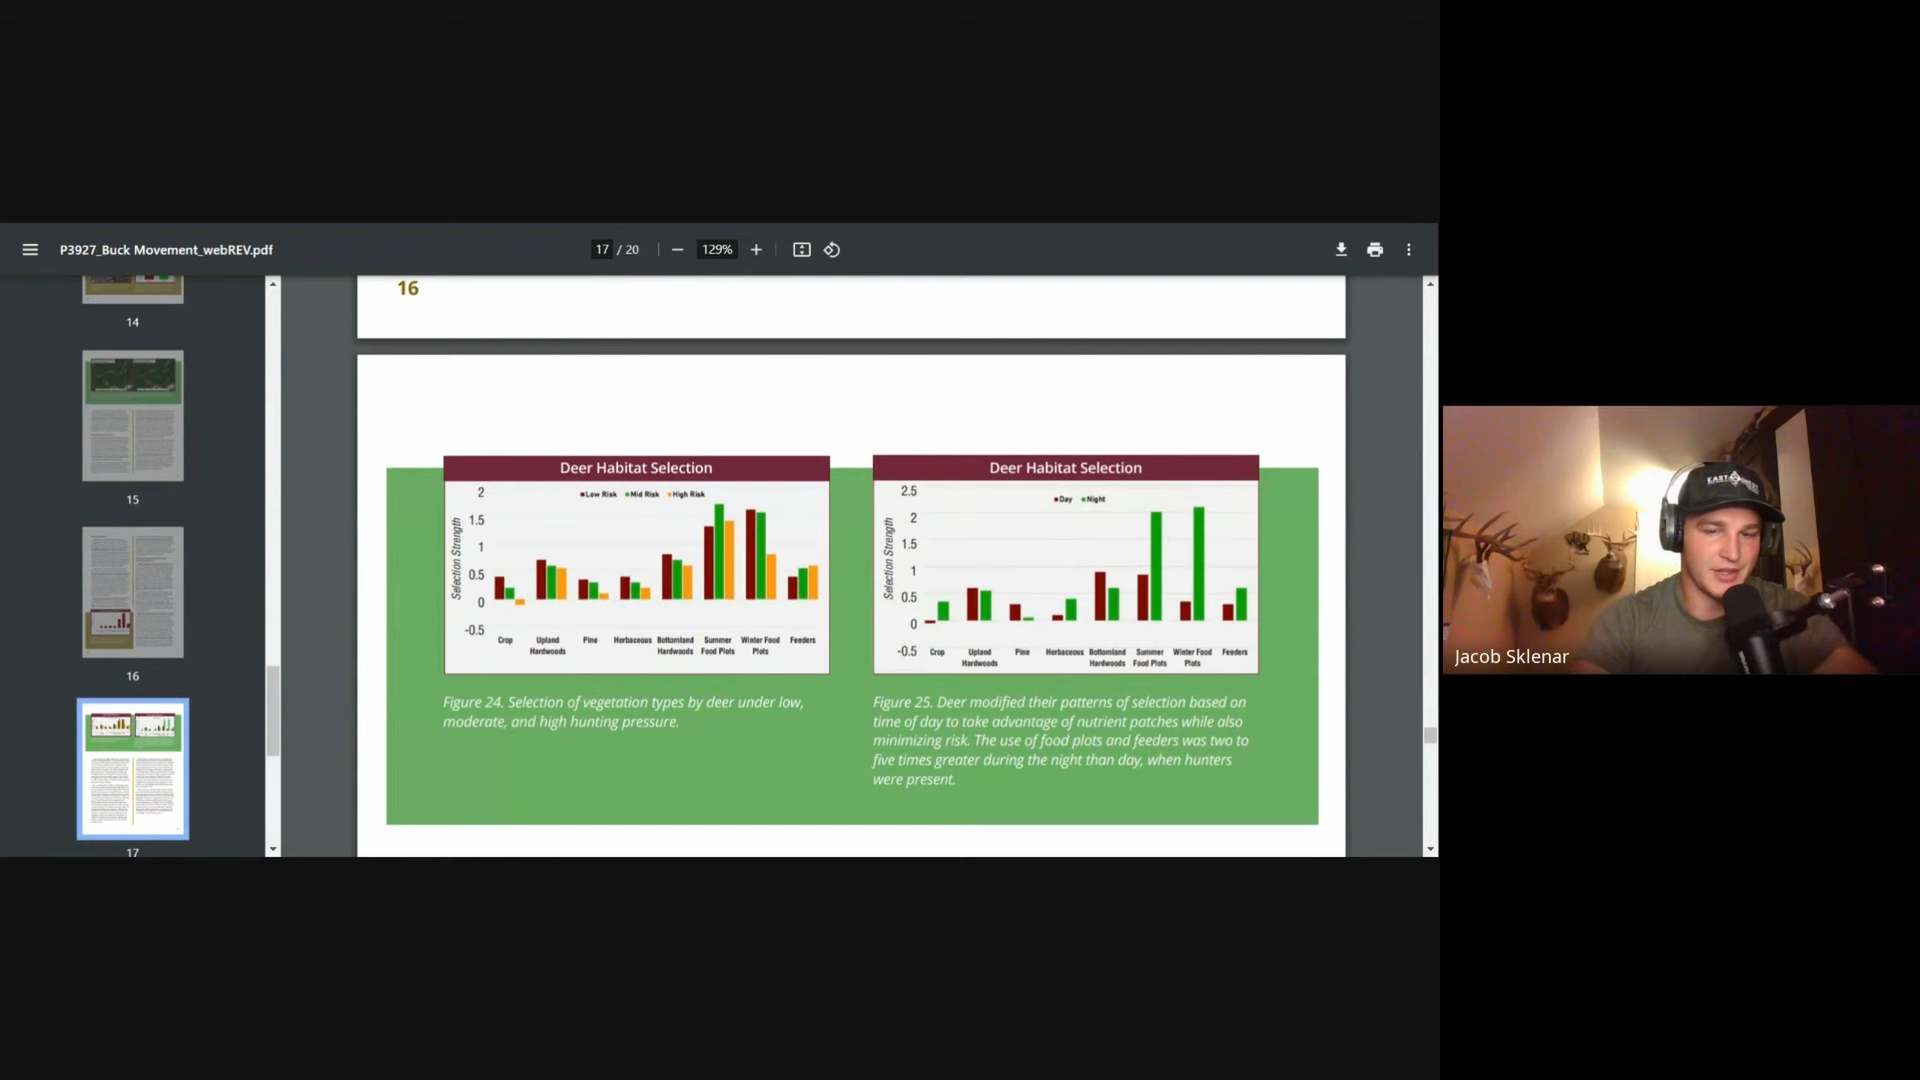 P3927_Buck Movement_webREV.pdf
17 / 20
129%
14
15
16
17
16
Deer Habitat Selection
Low Risk Mid Risk High Risk
Selection Strength
2
1.5
1
0.5
0
-0.5
Crop
Upland Hardwoods
Pine
Herbaceous
Bottomland Hardwoods
Summer Food Plots
Winter Food Plots
Feeders
Figure 24. Selection of vegetation types by deer under low,
moderate, and high hunting pressure.
Deer Habitat Selection
Day Night
Selection Strength
2.5
2
1.5
1
0.5
0
-0.5
Crop
Upland Hardwoods
Pine
Herbaceous
Bottomland Hardwoods
Summer Food Plots
Winter Food Plots
Feeders
Figure 25. Deer modified their patterns of selection based on
time of day to take advantage of nutrient patches while also
minimizing risk. The use of food plots and feeders was two to
five times greater during the night than day, when hunters
were present.
Jacob Sklenar